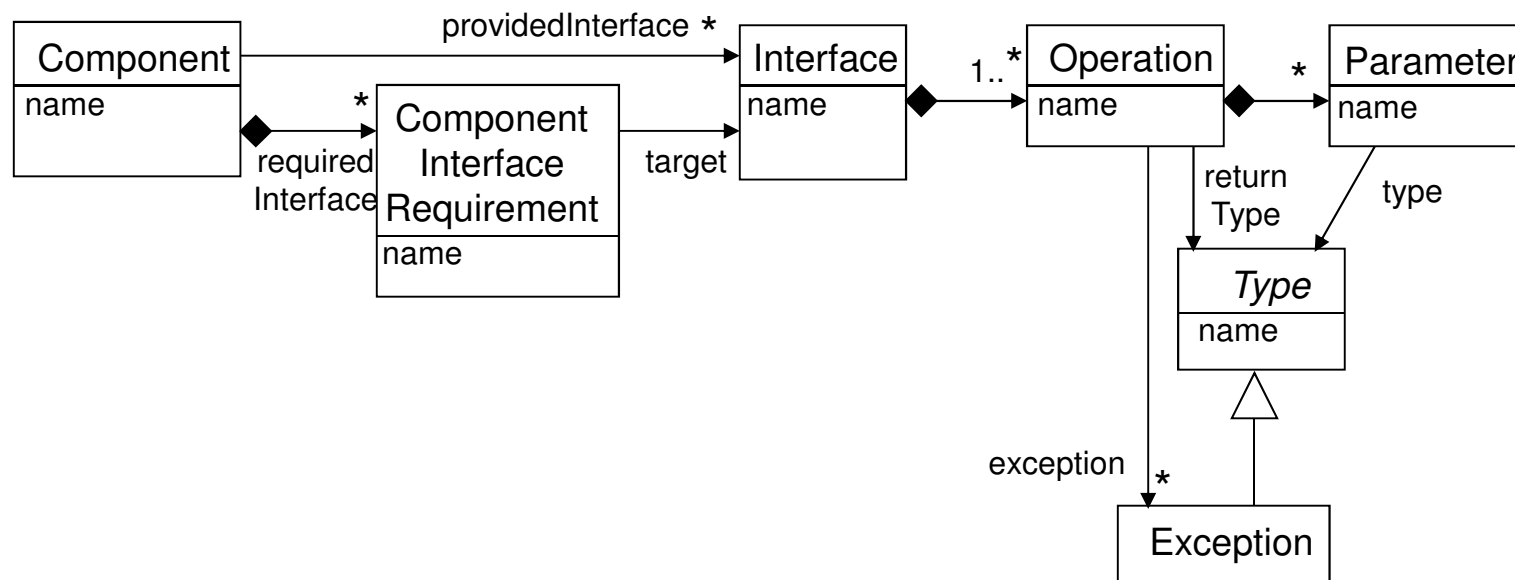 Component
name
providedInterface *
*
required
Interface
Component
Interface
Requirement
name
target
Interface
name
1..*
Operation
name
*
Parameter
name
return
Type
type
Type
name
exception
*
Exception